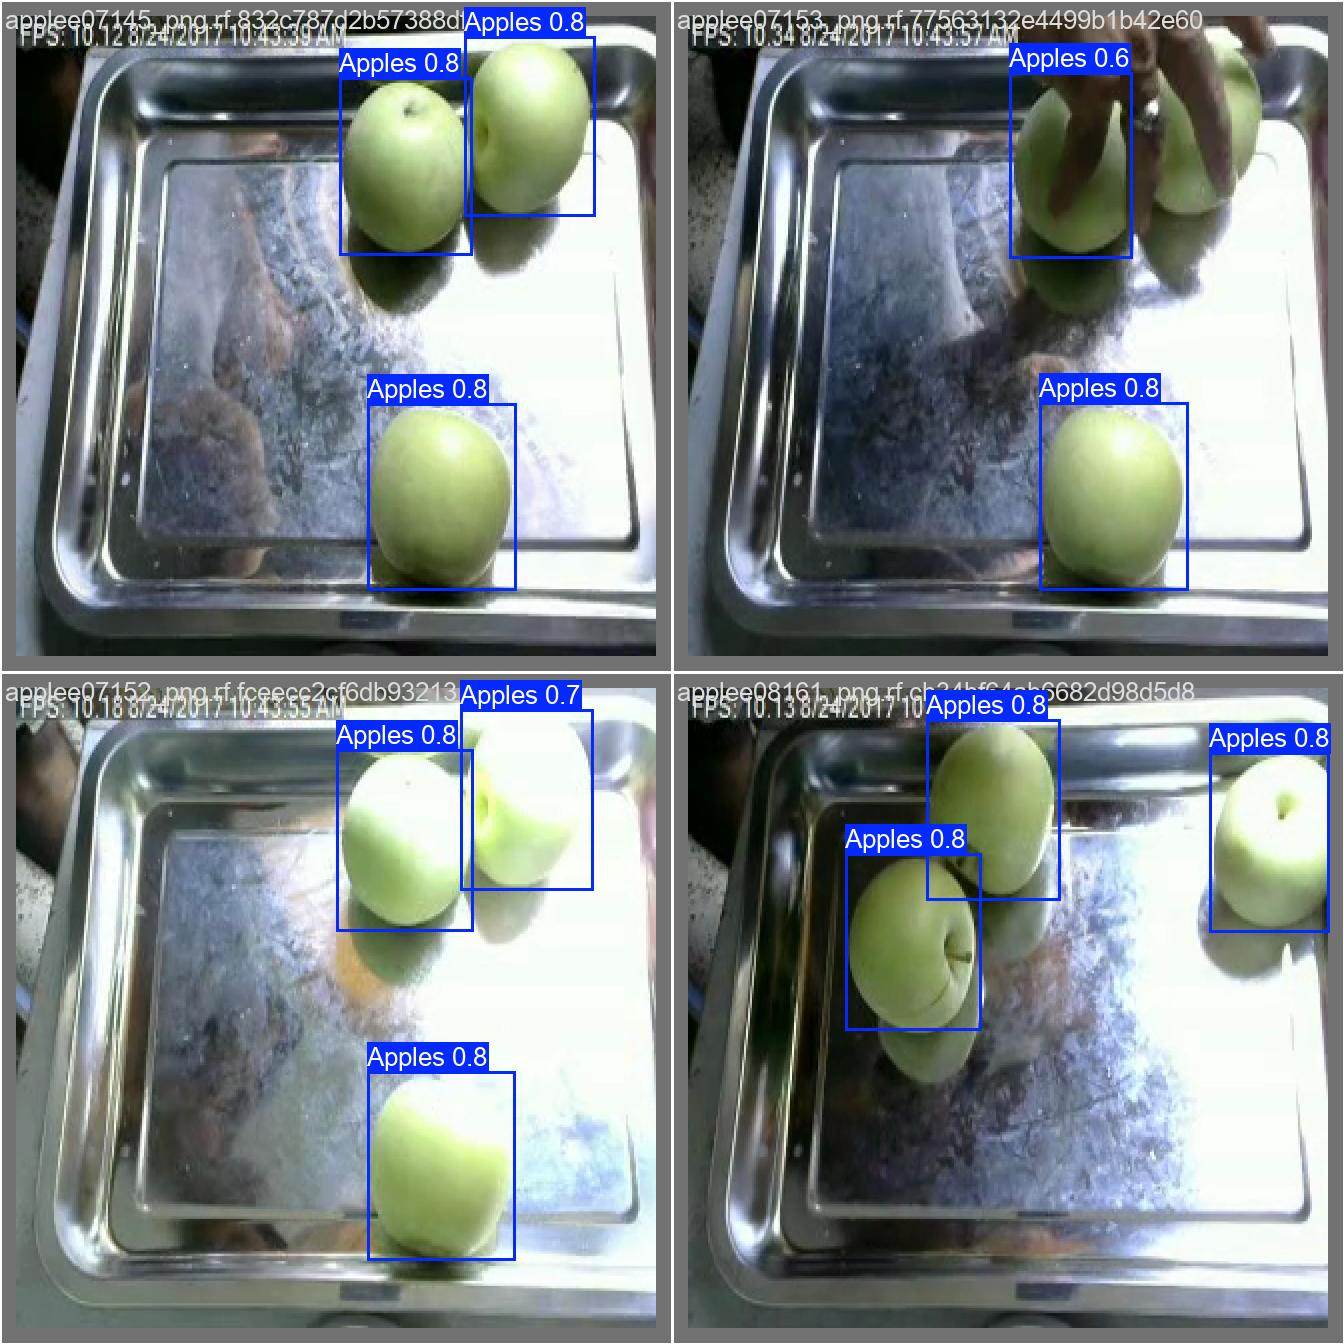 applee07145_png.rf.832c787d2b57388d
FPS: 10.12 8/24/2017 10:43:39 AM
Apples 0.8
Apples 0.8
Apples 0.8
applee07153_png.rf.77563132e4499b1b42e60
FPS: 10.34 8/24/2017 10:43:57 AM
Apples 0.6
Apples 0.8
applee07152_png.rf.fceecc2cf6db93213
FPS: 10.18 8/24/2017 10:43:55 AM
Apples 0.7
Apples 0.8
Apples 0.8
FPS: 10.13 8/24/2017 10
Apples 0.8
Apples 0.8
Apples 0.8